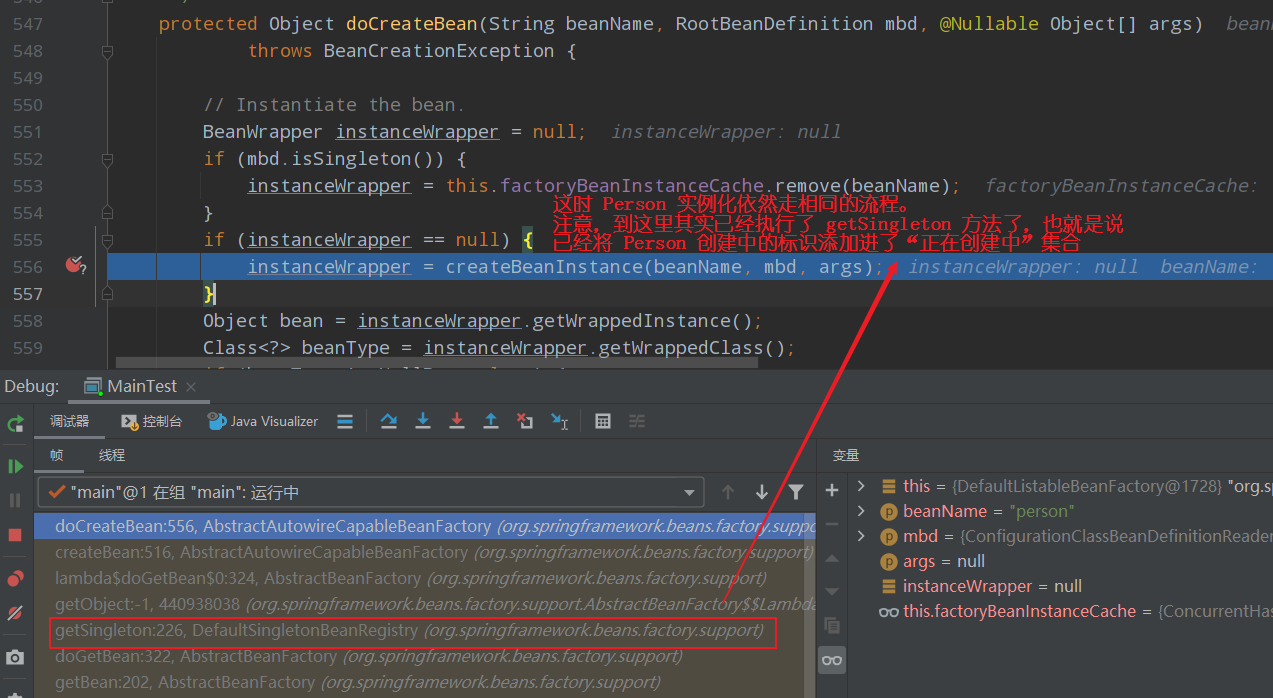 547 protected Object doCreateBean(String beanName, RootBeanDefinition mbd, @Nullable Object[] args)
548 throws BeanCreationException {
549
550 // Instantiate the bean.
551 BeanWrapper instanceWrapper = null; instanceWrapper: null
552 if (mbd.isSingleton()) {
553 instanceWrapper = this.factoryBeanInstanceCache.remove(beanName); factoryBeanInstanceCache:
这时 Person 实例化依然走相同的流程。
554 }
注意，到这里其实已经执行了 getSingleton 方法了，也就是说
555 if (instanceWrapper == null) {
已经将 Person 创建中的标识添加进了“正在创建中”集合
556 instanceWrapper = createBeanInstance(beanName, mbd, args); instanceWrapper: null beanName:
557 }
558 Object bean = instanceWrapper.getWrappedInstance();
559 Class<?> beanType = instanceWrapper.getWrappedClass();
Debug: MainTest
调试器 控制台 Java Visualizer
帧 线程
变量
"main"@1 在组 "main": 运行中
doCreateBean:556, AbstractAutowireCapableBeanFactory (org.springframework.beans.factory.suppo
createBean:516, AbstractAutowireCapableBeanFactory (org.springframework.beans.factory.support)
lambda$doGetBean$0:324, AbstractBeanFactory (org.springframework.beans.factory.support)
getObject:-1, 440938038 (org.springframework.beans.factory.support.AbstractBeanFactory$$Lambda
getSingleton:226, DefaultSingletonBeanRegistry (org.springframework.beans.factory.support)
doGetBean:322, AbstractBeanFactory (org.springframework.beans.factory.support)
getBean:202, AbstractBeanFactory (org.springframework.beans.factory.support)
this = {DefaultListableBeanFactory@1728} "org.sp
beanName = "person"
mbd = {ConfigurationClassBeanDefinitionReader
args = null
instanceWrapper = null
this.factoryBeanInstanceCache = {ConcurrentHas